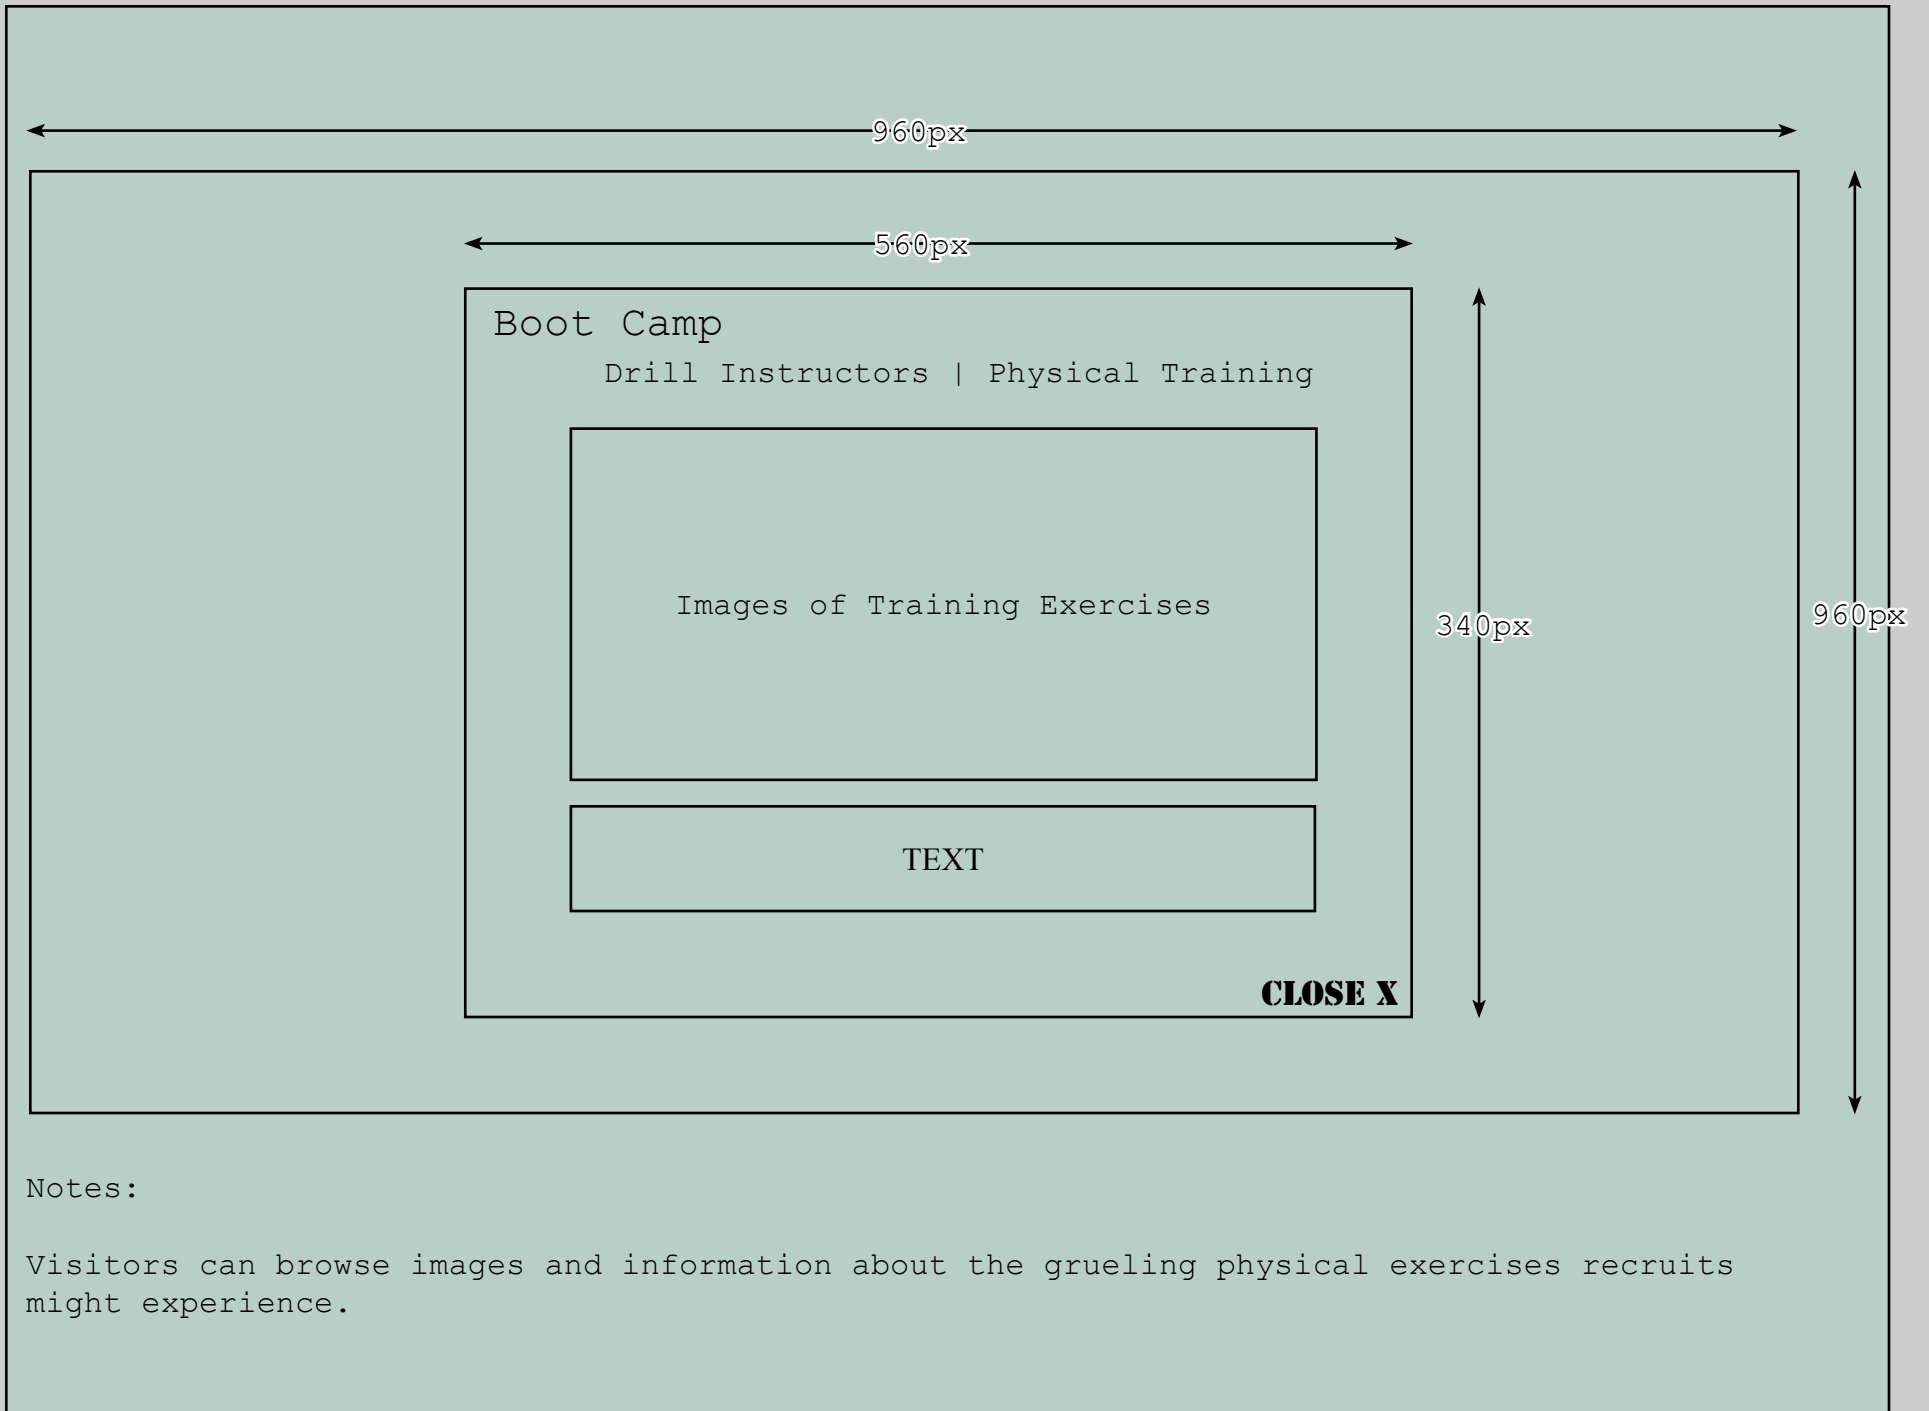 960px
560px
Boot Camp
Drill Instructors | Physical Training
Images of Training Exercises
340px
960px
TEXT
CLOSE X
Notes:
Visitors can browse images and information about the grueling physical exercises recruits
might experience.